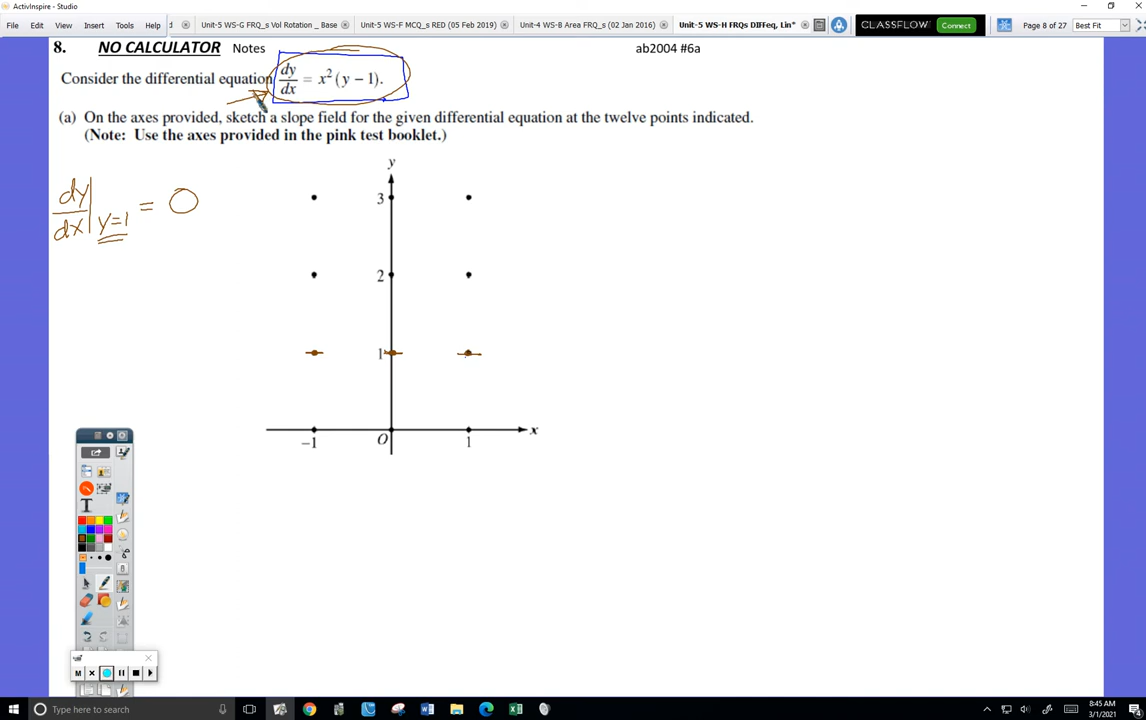 ActivInspire - Studio
File Edit View Insert Tools Help
Unit-5 WS-G FRQ_s Vol Rotation _ Base
Unit-5 WS-F MCQ_s RED (05 Feb 2019)
Unit-4 WS-B Area FRQ_s (02 Jan 2016)
Unit-5 WS-H FRQs DIFFeq, Lin*
CLASSFLOW Connect
Page 8 of 27 Best Fit
8. NO CALCULATOR Notes ab2004 #6a
Consider the differential equation dy/dx = x² (y − 1).
(a) On the axes provided, sketch a slope field for the given differential equation at the twelve points indicated.
(Note: Use the axes provided in the pink test booklet.)
dy/dx | y=1 = 0
y
3
2
1
−1 O 1 x
T
M
Type here to search
8:45 AM
3/1/2021